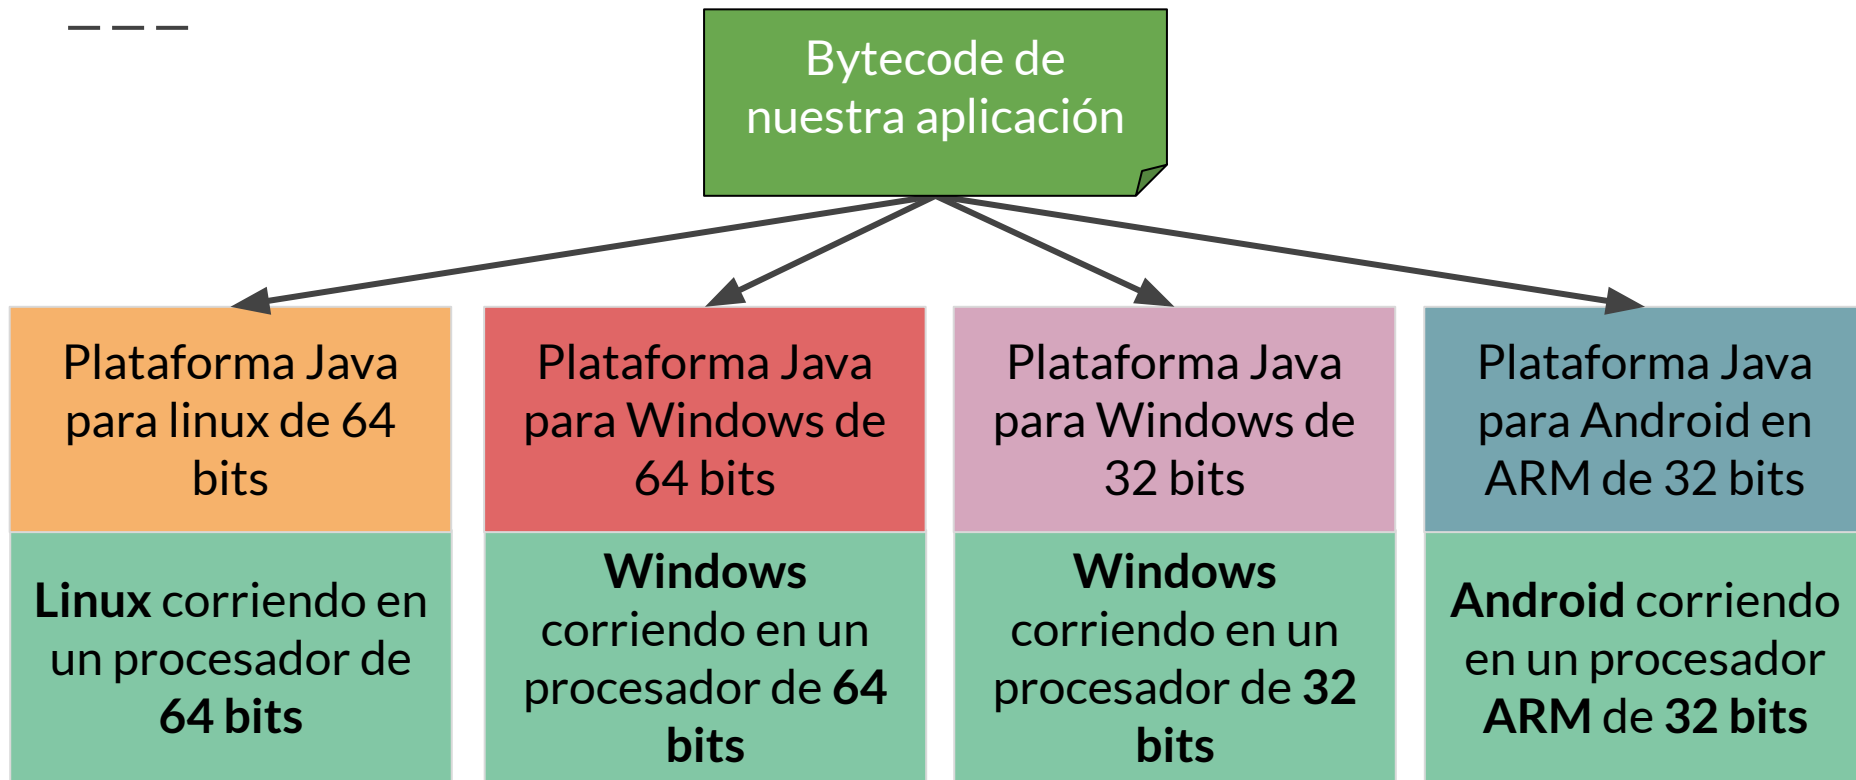 Bytecode de
nuestra aplicación
Plataforma Java
para linux de 64
bits
Plataforma Java
para Windows de
64 bits
Plataforma Java
para Windows de
32 bits
Plataforma Java
para Android en
ARM de 32 bits
Linux corriendo en
un procesador de
64 bits
Windows
corriendo en un
procesador de 64
bits
Windows
corriendo en un
procesador de 32
bits
Android corriendo
en un procesador
ARM de 32 bits